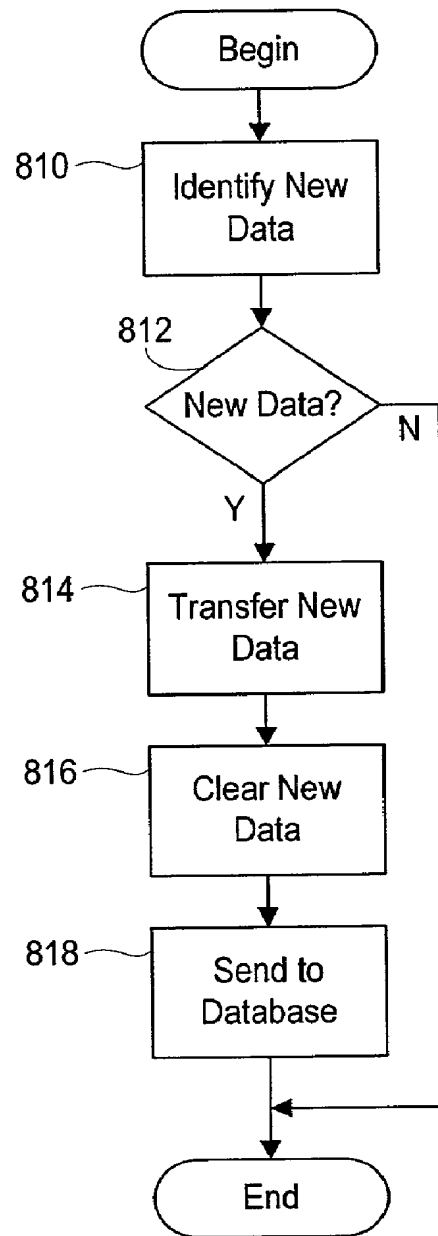 Begin
810
Identify New
Data
812
New Data?
N
Y
814
Transfer New
Data
816
Clear New
Data
818
Send to
Database
End